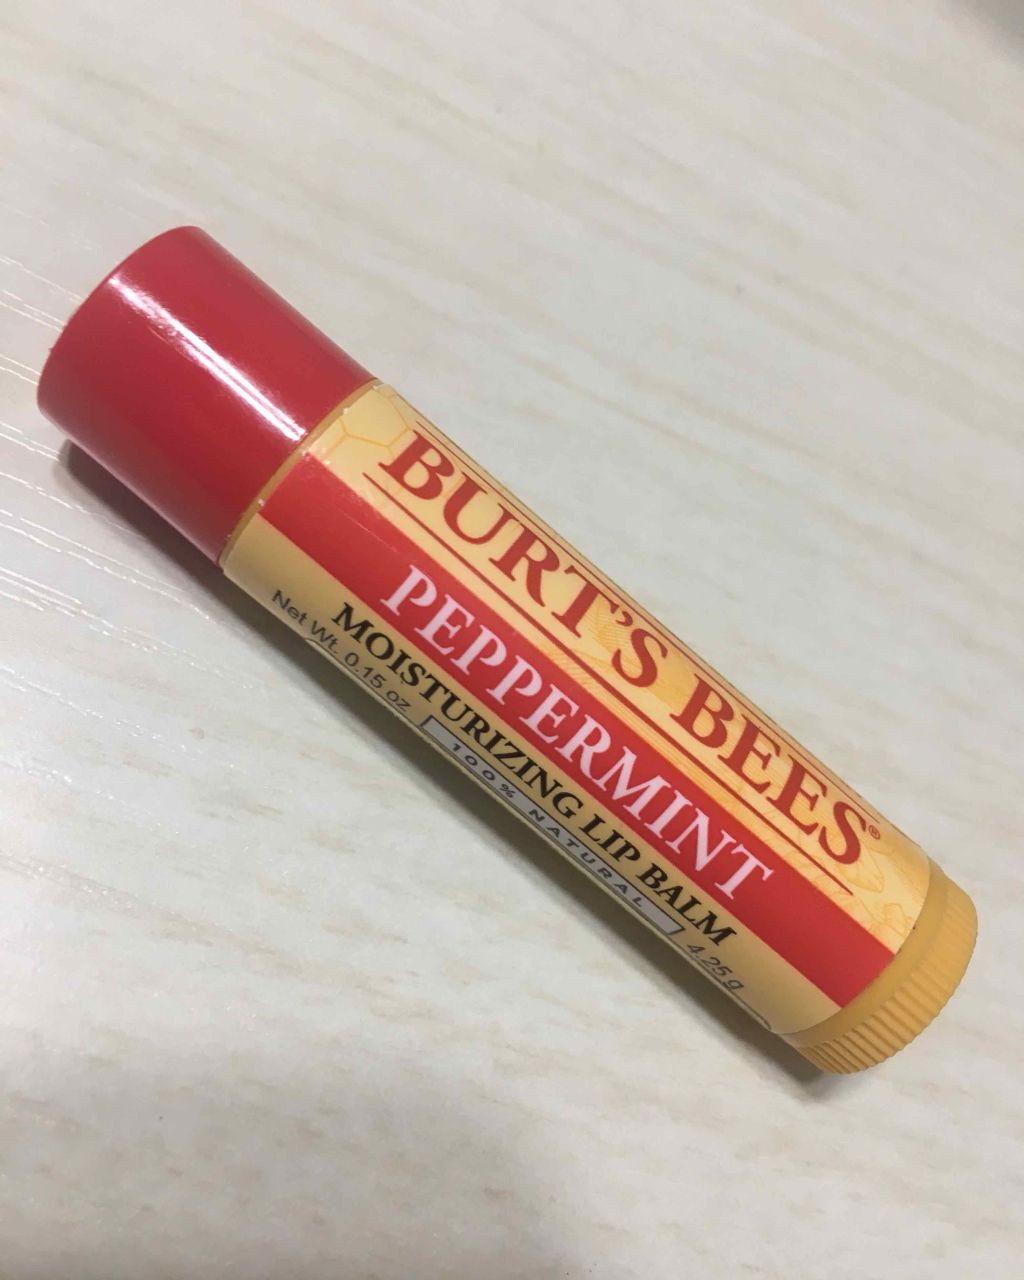 BURT'S BEES®
PEPPERMINT
MOISTURIZING LIP BALM
Net Wt. 0.15 oz 100% NATURAL 4.25 g